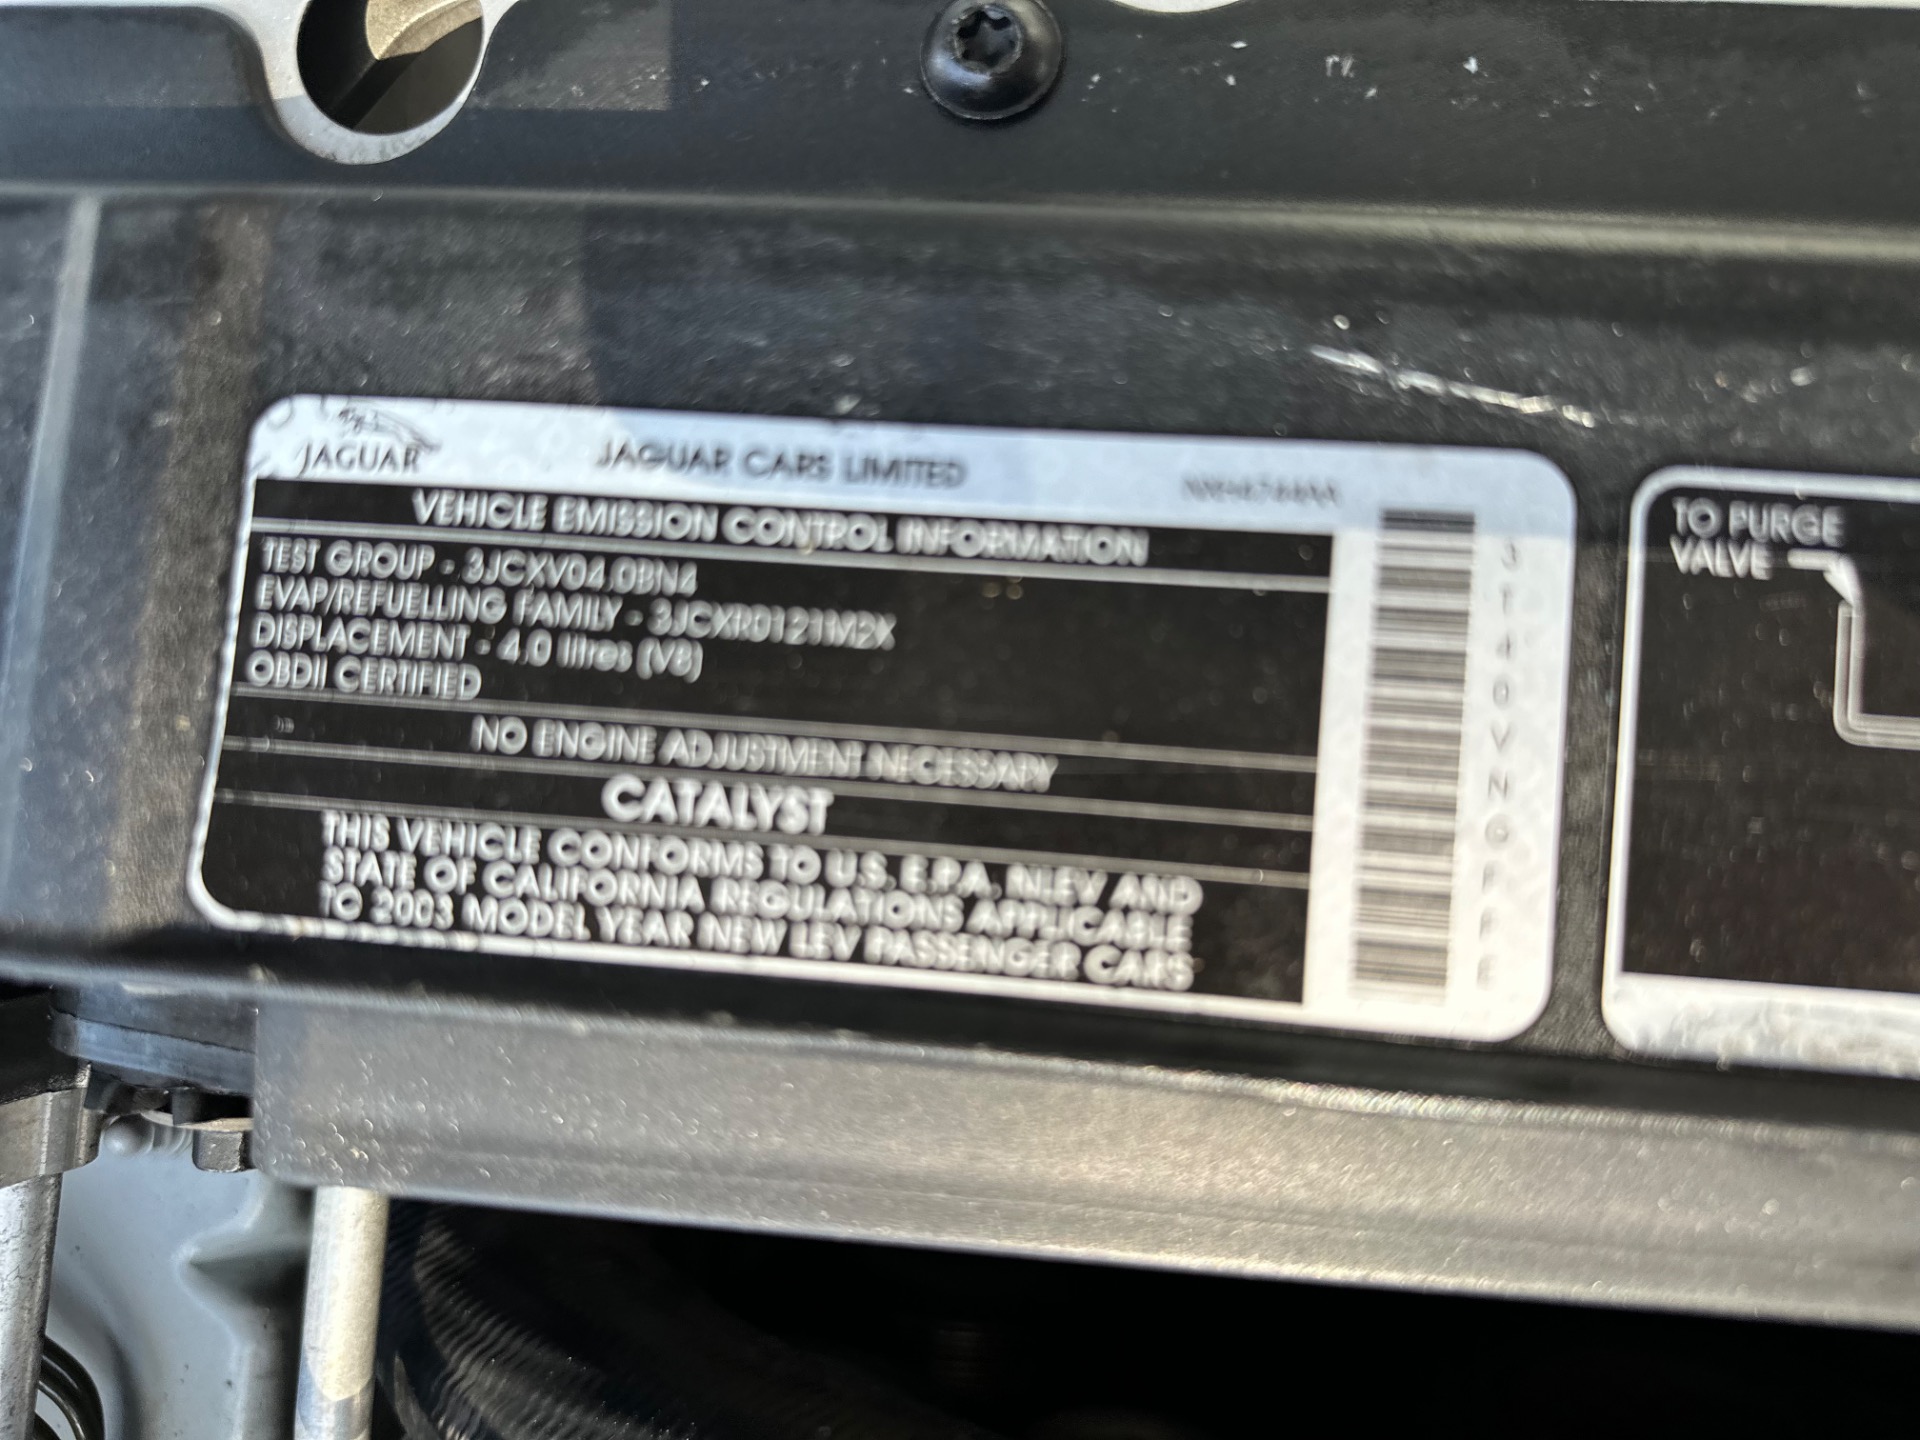 JAGUAR
JAGUAR CARS LIMITED
VEHICLE EMISSION CONTROL INFORMATION
TEST GROUP - 3JCXV04.0BN4
EVAP/REFUELLING FAMILY - 3JCXR0121M2X
DISPLACEMENT - 4.0 litres (V8)
OBDII CERTIFIED
NO ENGINE ADJUSTMENT NECESSARY
CATALYST
THIS VEHICLE CONFORMS TO U.S. E.P.A. NLEV AND
STATE OF CALIFORNIA REGULATIONS APPLICABLE
TO 2003 MODEL YEAR NEW LEV PASSENGER CARS
TO PURGE
VALVE